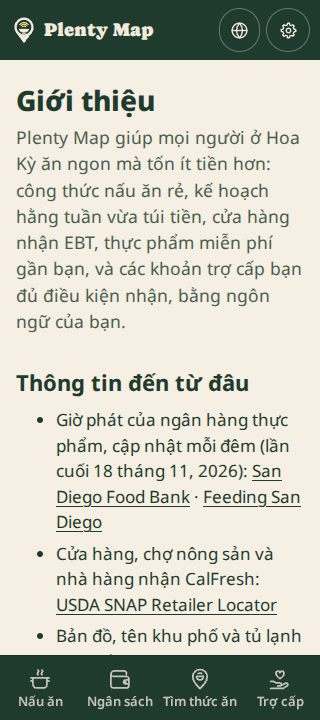 Plenty Map
Giới thiệu
Plenty Map giúp mọi người ở Hoa
Kỳ ăn ngon mà tốn ít tiền hơn:
công thức nấu ăn rẻ, kế hoạch
hằng tuần vừa túi tiền, cửa hàng
nhận EBT, thực phẩm miễn phí
gần bạn, và các khoản trợ cấp bạn
đủ điều kiện nhận, bằng ngôn
ngữ của bạn.
Thông tin đến từ đâu
• Giờ phát của ngân hàng thực
phẩm, cập nhật mỗi đêm (lần
cuối 18 tháng 11, 2026): San
Diego Food Bank · Feeding San
Diego
• Cửa hàng, chợ nông sản và
nhà hàng nhận CalFresh:
USDA SNAP Retailer Locator
• Bản đồ, tên khu phố và tủ lạnh
Nấu ăn Ngân sách Tìm thức ăn Trợ cấp